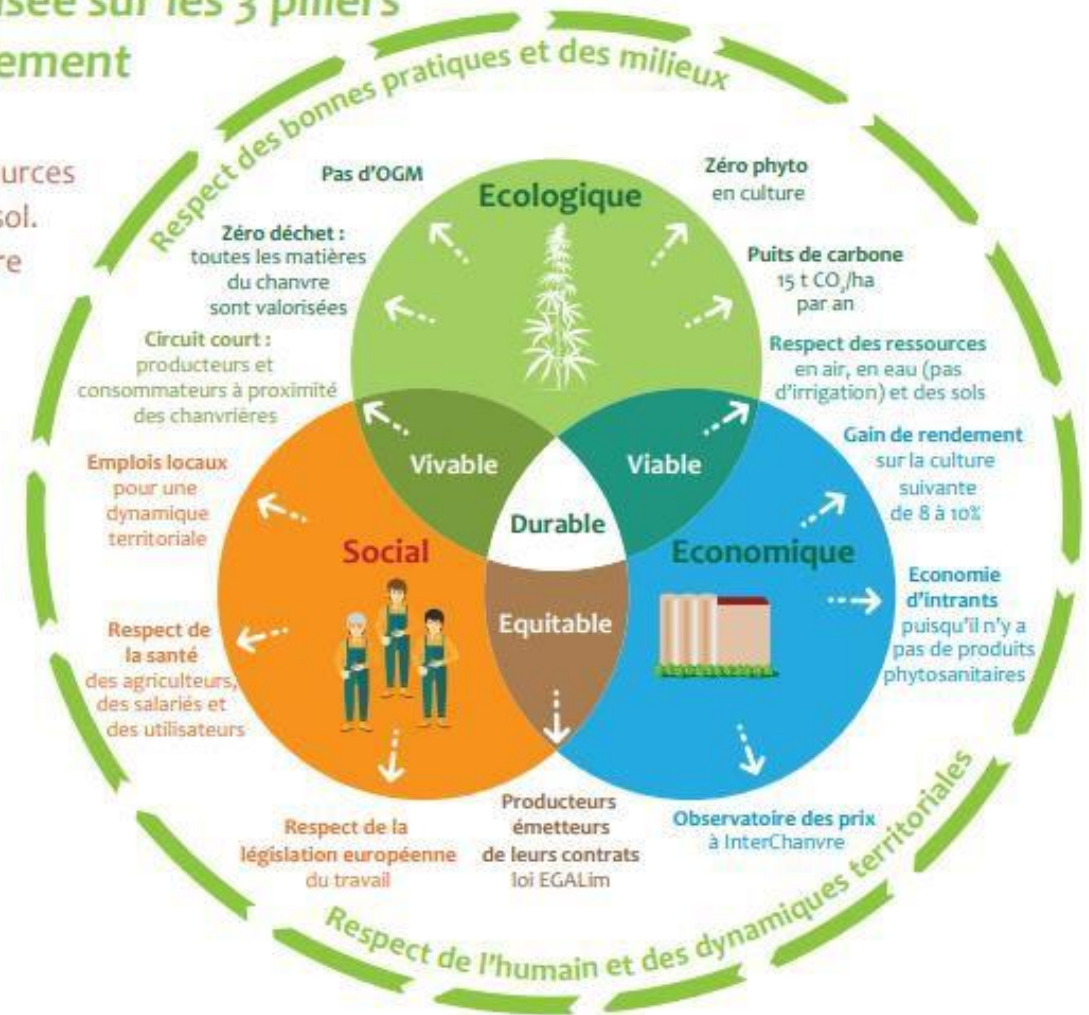 sée sur les 3 piliers
ement
urces
sol.
re
Respect des bonnes pratiques et des milieux
Pas d'OGM
Ecologique
Zéro phyto
en culture
Zéro déchet :
toutes les matières
du chanvre
sont valorisées
Puits de carbone
15 t CO₂/ha
par an
Circuit court :
producteurs et
consommateurs à proximité
des chanvrières
Respect des ressources
en air, en eau (pas
d'irrigation) et des sols
Vivable
Viable
Durable
Gain de rendement
sur la culture
suivante
de 8 à 10%
Emplois locaux
pour une
dynamique
territoriale
Social
Economique
Equitable
Economie
d'intrants
puisqu'il n'y a
pas de produits
phytosanitaires
Respect de
la santé
des agriculteurs,
des salariés et
des utilisateurs
Respect de la
législation européenne
du travail
Producteurs
émetteurs
de leurs contrats
loi EGALim
Observatoire des prix
à InterChanvre
Respect de l'humain et des dynamiques territoriales